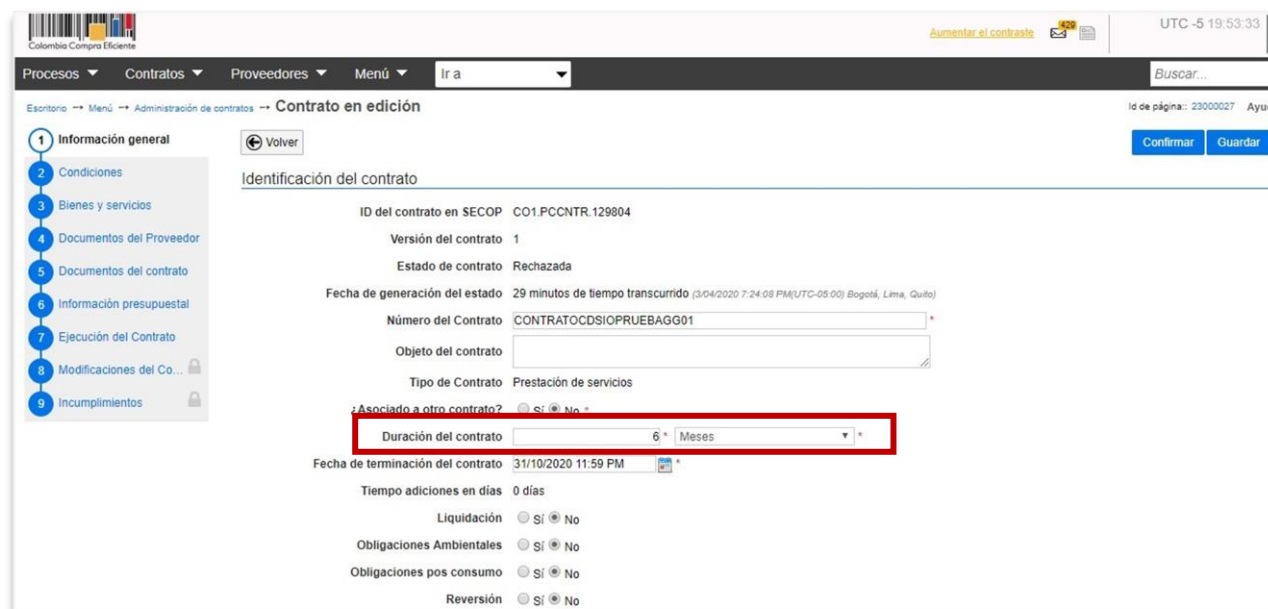 Colombia Compra Eficiente
Aumentar el contraste
429
UTC -5 19:53:33
Procesos Contratos Proveedores Menú Ir a Buscar...
Escritorio → Menú → Administración de contratos → Contrato en edición
Id de página:: 23000027 Ayu
1 Información general
2 Condiciones
3 Bienes y servicios
4 Documentos del Proveedor
5 Documentos del contrato
6 Información presupuestal
7 Ejecución del Contrato
8 Modificaciones del Co...
9 Incumplimientos
Volver
Confirmar Guardar
Identificación del contrato
ID del contrato en SECOP CO1.PCCNTR.129804
Versión del contrato 1
Estado de contrato Rechazada
Fecha de generación del estado 29 minutos de tiempo transcurrido (3/04/2020 7:24:08 PM(UTC-05:00) Bogotá, Lima, Quito)
Número del Contrato CONTRATOCDSIOPRUEBAGG01 *
Objeto del contrato
Tipo de Contrato Prestación de servicios
¿Asociado a otro contrato? Sí No *
Duración del contrato 6 * Meses *
Fecha de terminación del contrato 31/10/2020 11:59 PM *
Tiempo adiciones en días 0 días
Liquidación Sí No
Obligaciones Ambientales Sí No
Obligaciones pos consumo Sí No
Reversión Sí No